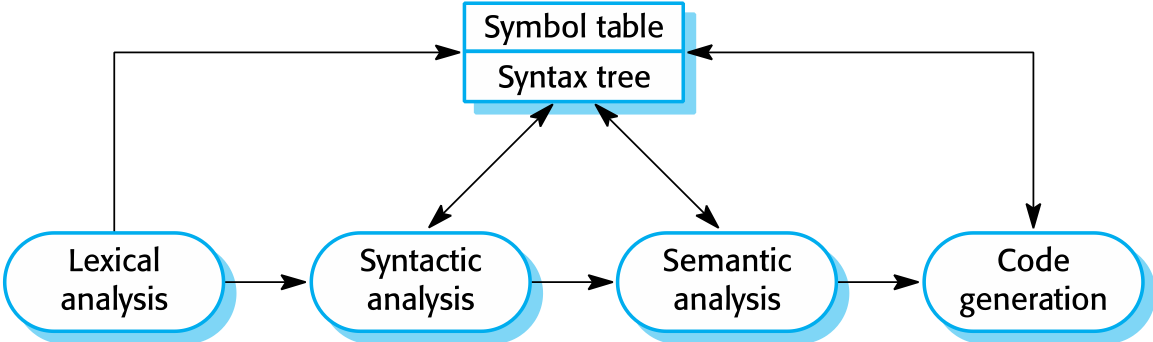 Symbol table
Syntax tree
Lexical
analysis
Syntactic
analysis
Semantic
analysis
Code
generation